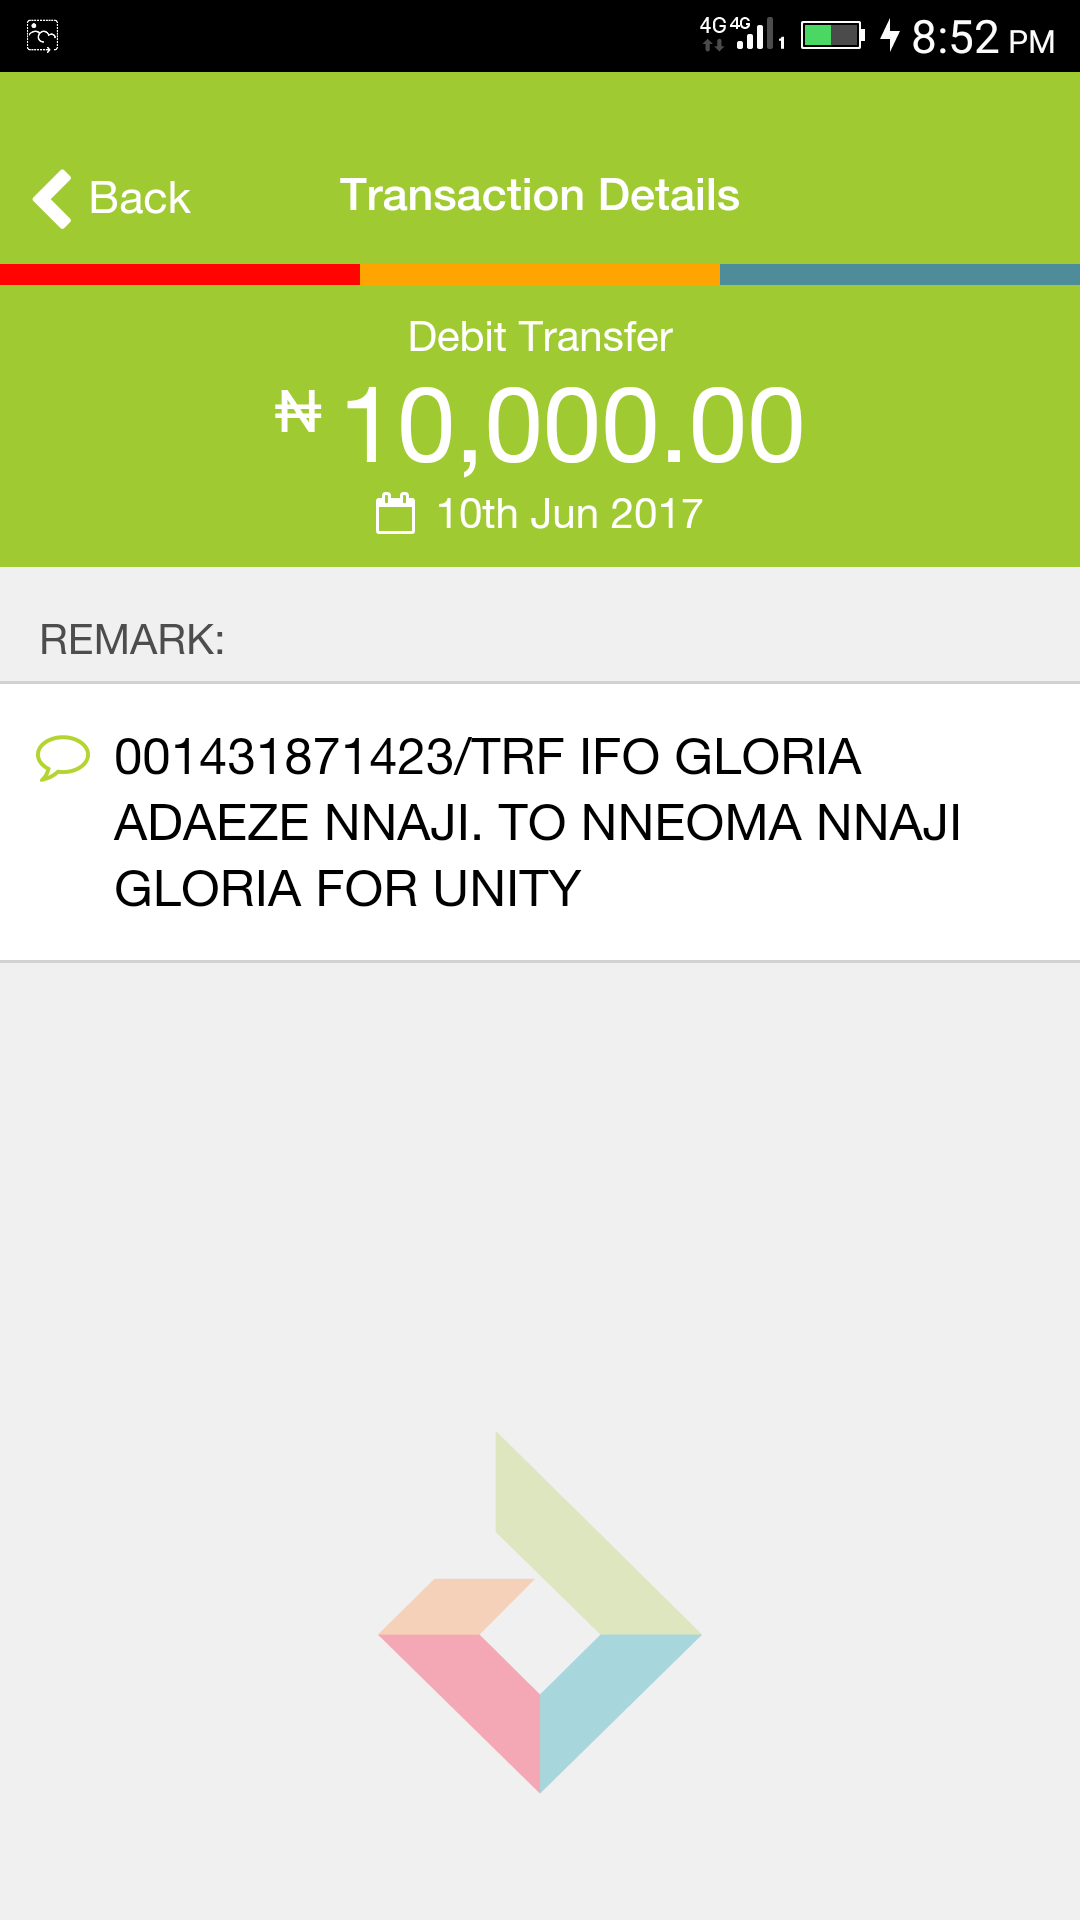 4G 4G 1 8:52 PM
Back Transaction Details
Debit Transfer
₦ 10,000.00
10th Jun 2017
REMARK:
001431871423/TRF IFO GLORIA
ADAEZE NNAJI. TO NNEOMA NNAJI
GLORIA FOR UNITY